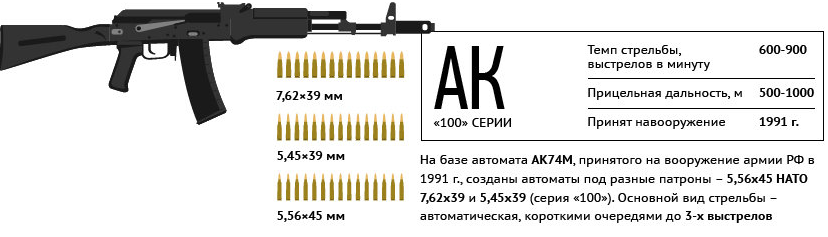 7,62×39 мм
5,45×39 мм
5,56×45 мм
АК
«100» СЕРИИ
Темп стрельбы,
выстрелов в минуту
600-900
Прицельная дальность, м
500-1000
Принят навооружение
1991 г.
На базе автомата АК74М, принятого на вооружение армии РФ в
1991 г., созданы автоматы под разные патроны – 5,56х45 НАТО
7,62х39 и 5,45х39 (серия «100»). Основной вид стрельбы –
автоматическая, короткими очередями до 3-х выстрелов